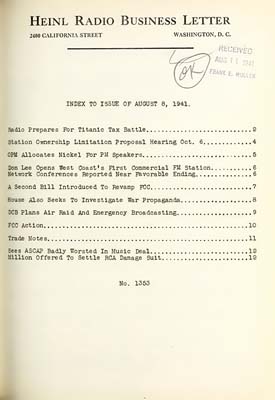 HEINL RADIO BUSINESS LETTER
2400 CALIFORNIA STREET WASHINGTON, D. C.
RECEIVED
AUG 11 1941
FRANK E. MULLEN
OK
INDEX TO ISSUE OF AUGUST 8, 1941.
Radio Prepares For Titanic Tax Battle..........................2
Station Ownership Limitation Proposal Hearing Oct. 6...........4
OPM Allocates Nickel For PM Speakers...........................5
Don Lee Opens West Coast's First Commercial FM Station.........6
Network Conferences Reported Near Favorable Ending.............6
A Second Bill Introduced To Revamp FCC.........................7
House Also Seeks To Investigate War Propaganda.................8
DCB Plans Air Raid And Emergency Broadcasting..................9
FCC Action....................................................10
Trade Notes...................................................11
Sees ASCAP Badly Worsted In Music Deal........................12
Million Offered To Settle RCA Damage Suit.....................12
No. 1353